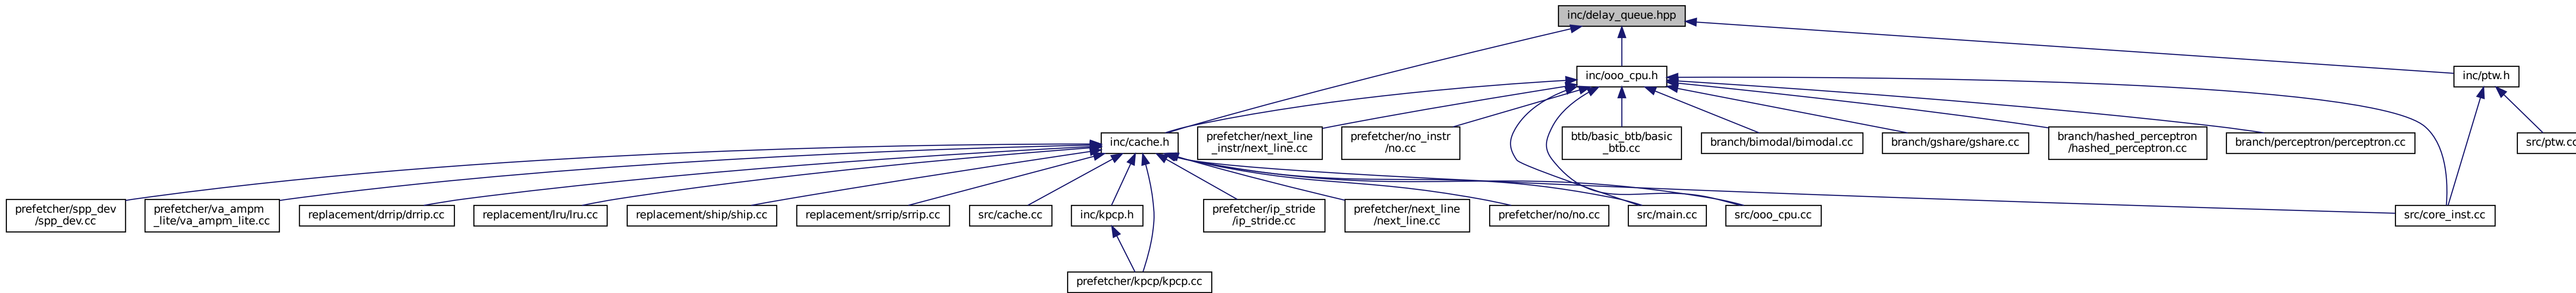 inc/delay_queue.hpp
inc/ooo_cpu.h
inc/ptw.h
inc/cache.h
prefetcher/next_line
_instr/next_line.cc
prefetcher/no_instr
/no.cc
btb/basic_btb/basic
_btb.cc
branch/bimodal/bimodal.cc
branch/gshare/gshare.cc
branch/hashed_perceptron
/hashed_perceptron.cc
branch/perceptron/perceptron.cc
src/ptw.cc
prefetcher/spp_dev
/spp_dev.cc
prefetcher/va_ampm
_lite/va_ampm_lite.cc
replacement/drrip/drrip.cc
replacement/lru/lru.cc
replacement/ship/ship.cc
replacement/srrip/srrip.cc
src/cache.cc
inc/kpcp.h
prefetcher/ip_stride
/ip_stride.cc
prefetcher/next_line
/next_line.cc
prefetcher/no/no.cc
src/main.cc
src/ooo_cpu.cc
src/core_inst.cc
prefetcher/kpcp/kpcp.cc